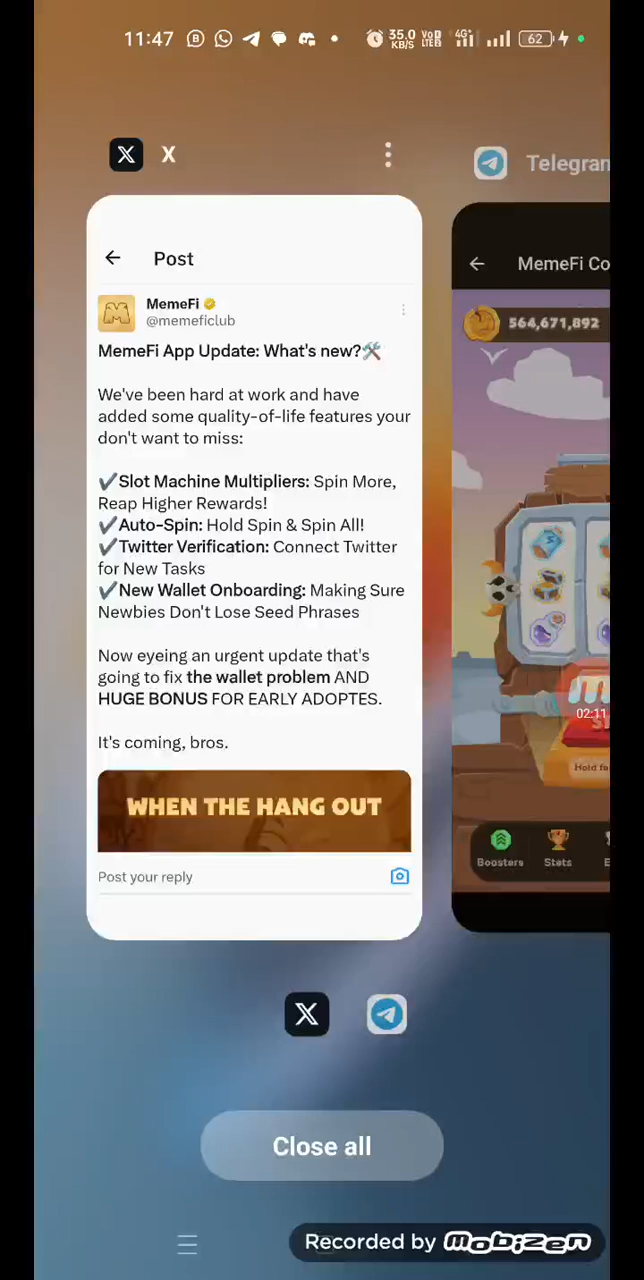 11:47
35.0
KB/S
VoD
LTE
4G+
62
X
Telegram
Post
MemeFi
@memeficlub
MemeFi App Update: What's new?🛠️
We've been hard at work and have
added some quality-of-life features your
don't want to miss:
✔️Slot Machine Multipliers: Spin More,
Reap Higher Rewards!
✔️Auto-Spin: Hold Spin & Spin All!
✔️Twitter Verification: Connect Twitter
for New Tasks
✔️New Wallet Onboarding: Making Sure
Newbies Don't Lose Seed Phrases
Now eyeing an urgent update that's
going to fix the wallet problem AND
HUGE BONUS FOR EARLY ADOPTES.
It's coming, bros.
WHEN THE HANG OUT
Post your reply
MemeFi Co
564,671,892
02:11
Hold
Boosters
Stats
Close all
Recorded by mobizen